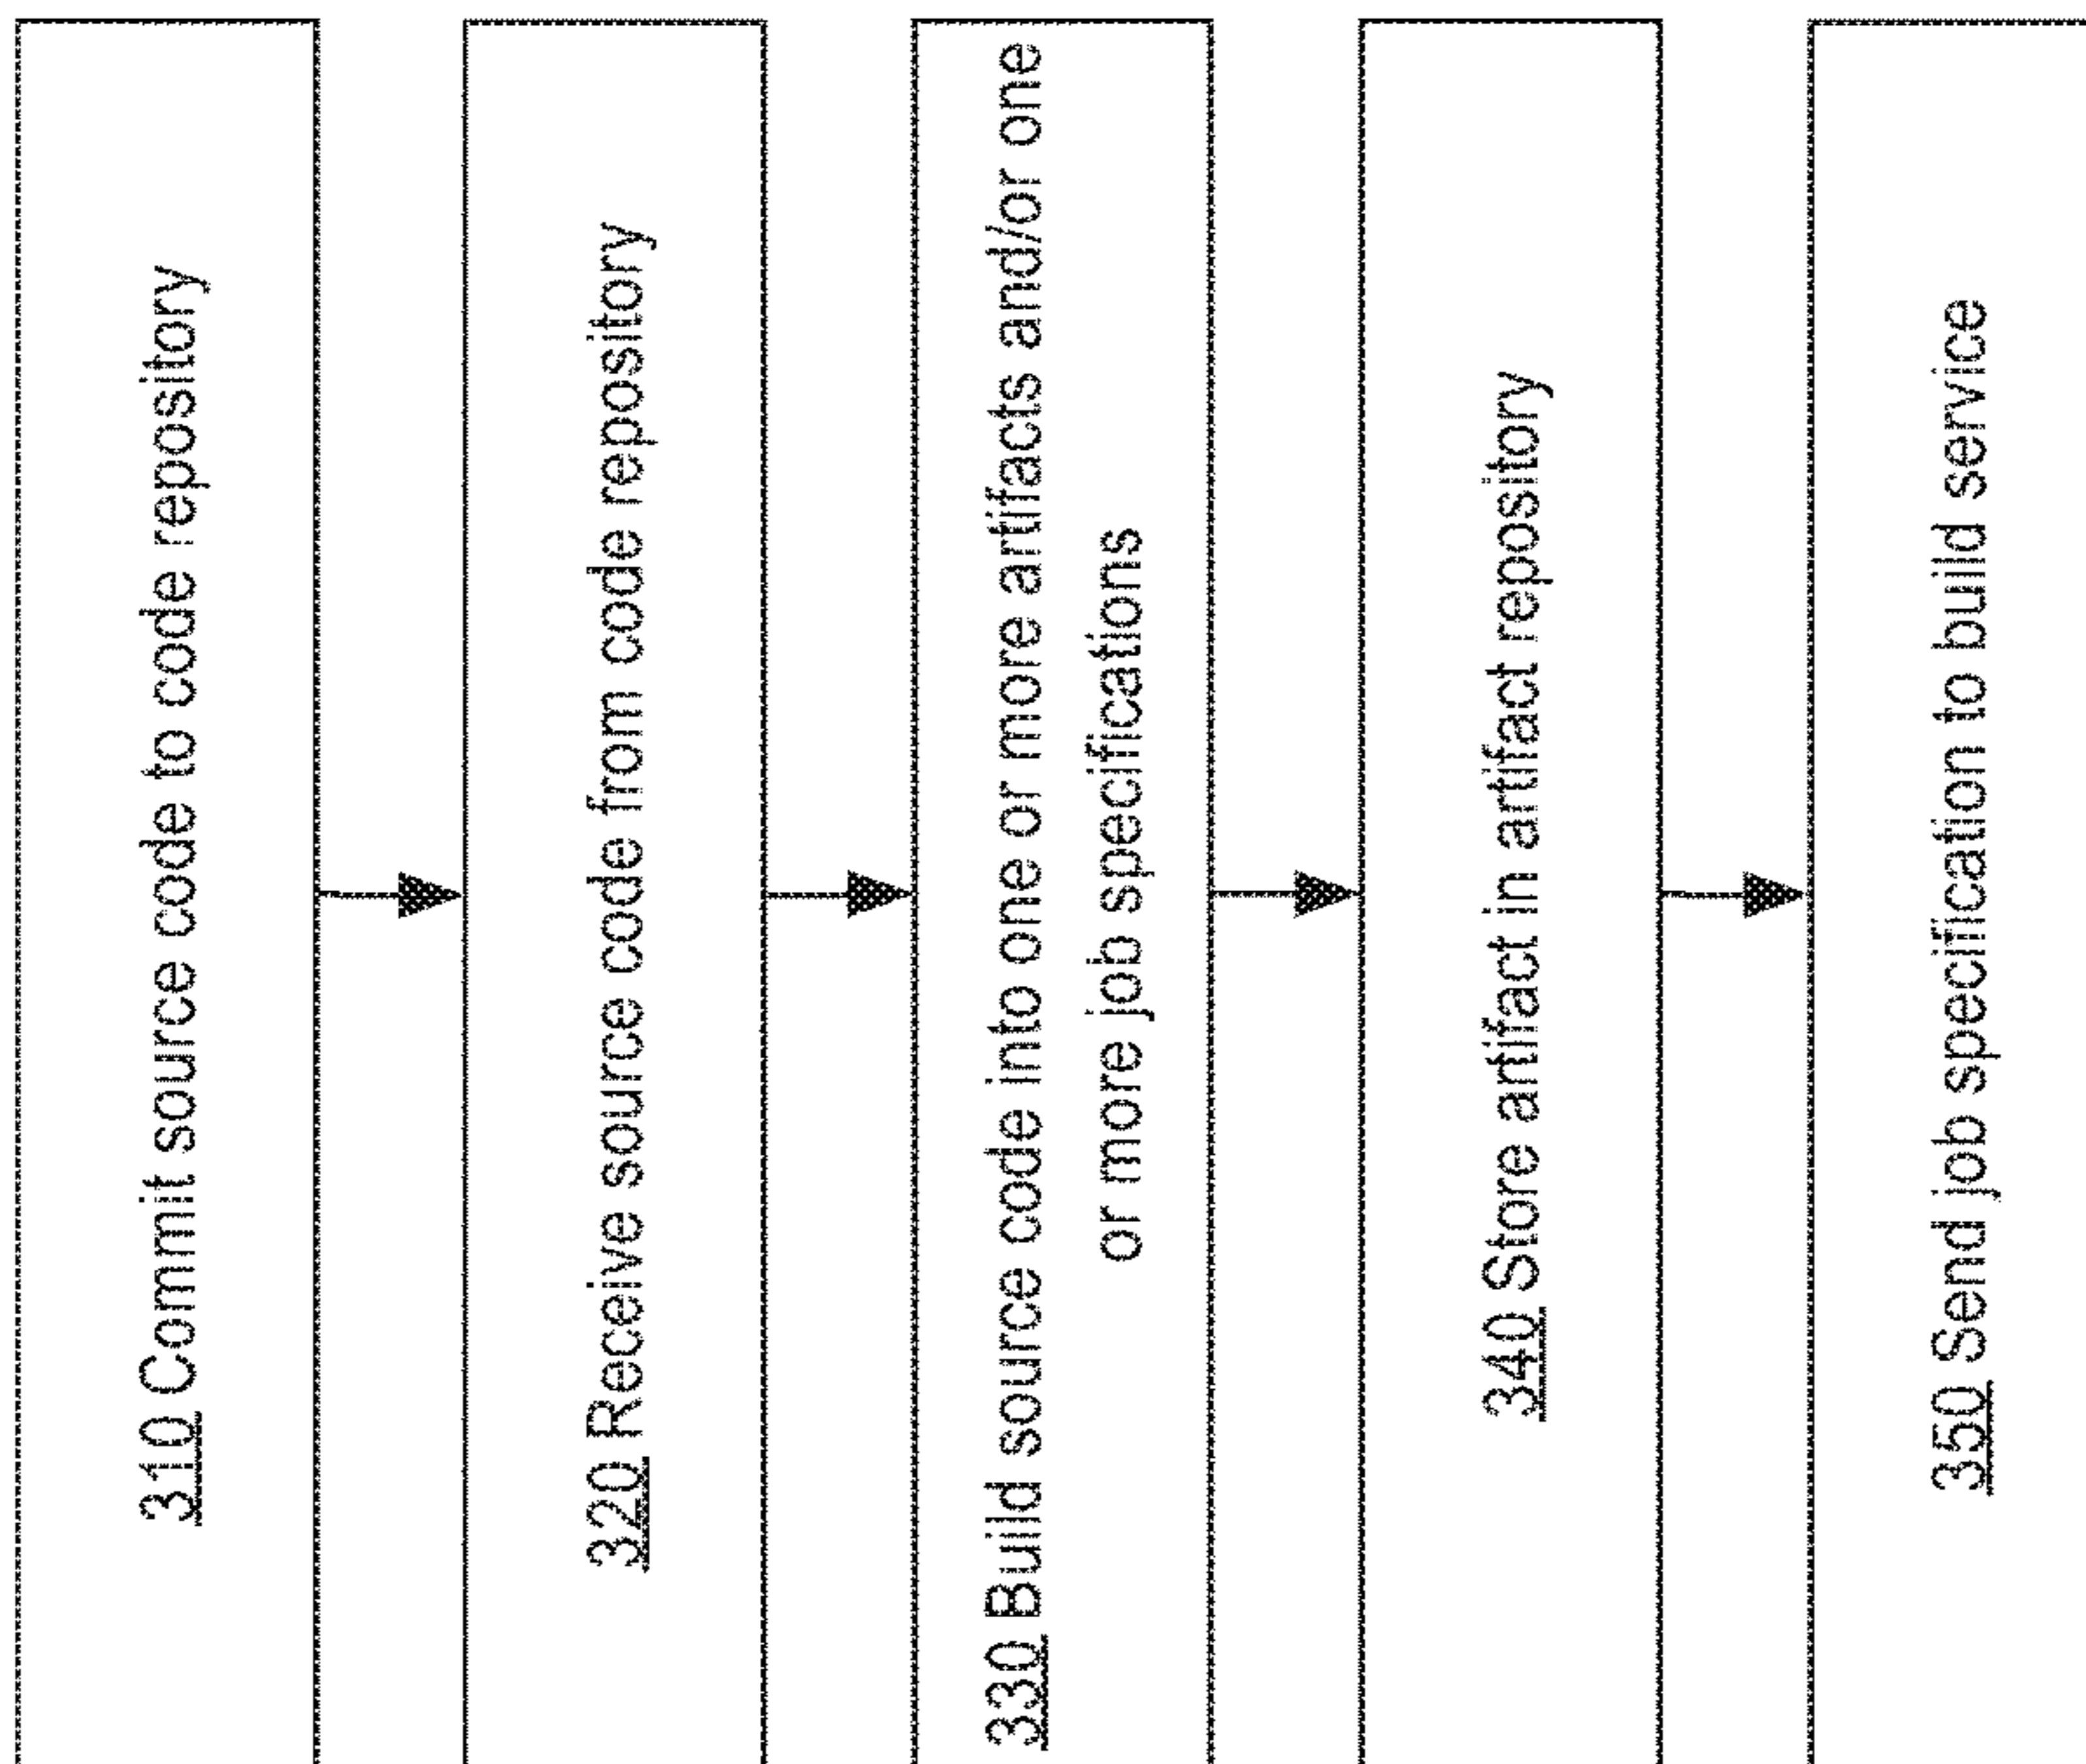 310 Commit source code to code repository
320 Receive source code from code repository
330 Build source code into one or more artifacts and/or one
or more job specifications
340 Store artifact in artifact repository
350 Send job specification to build service